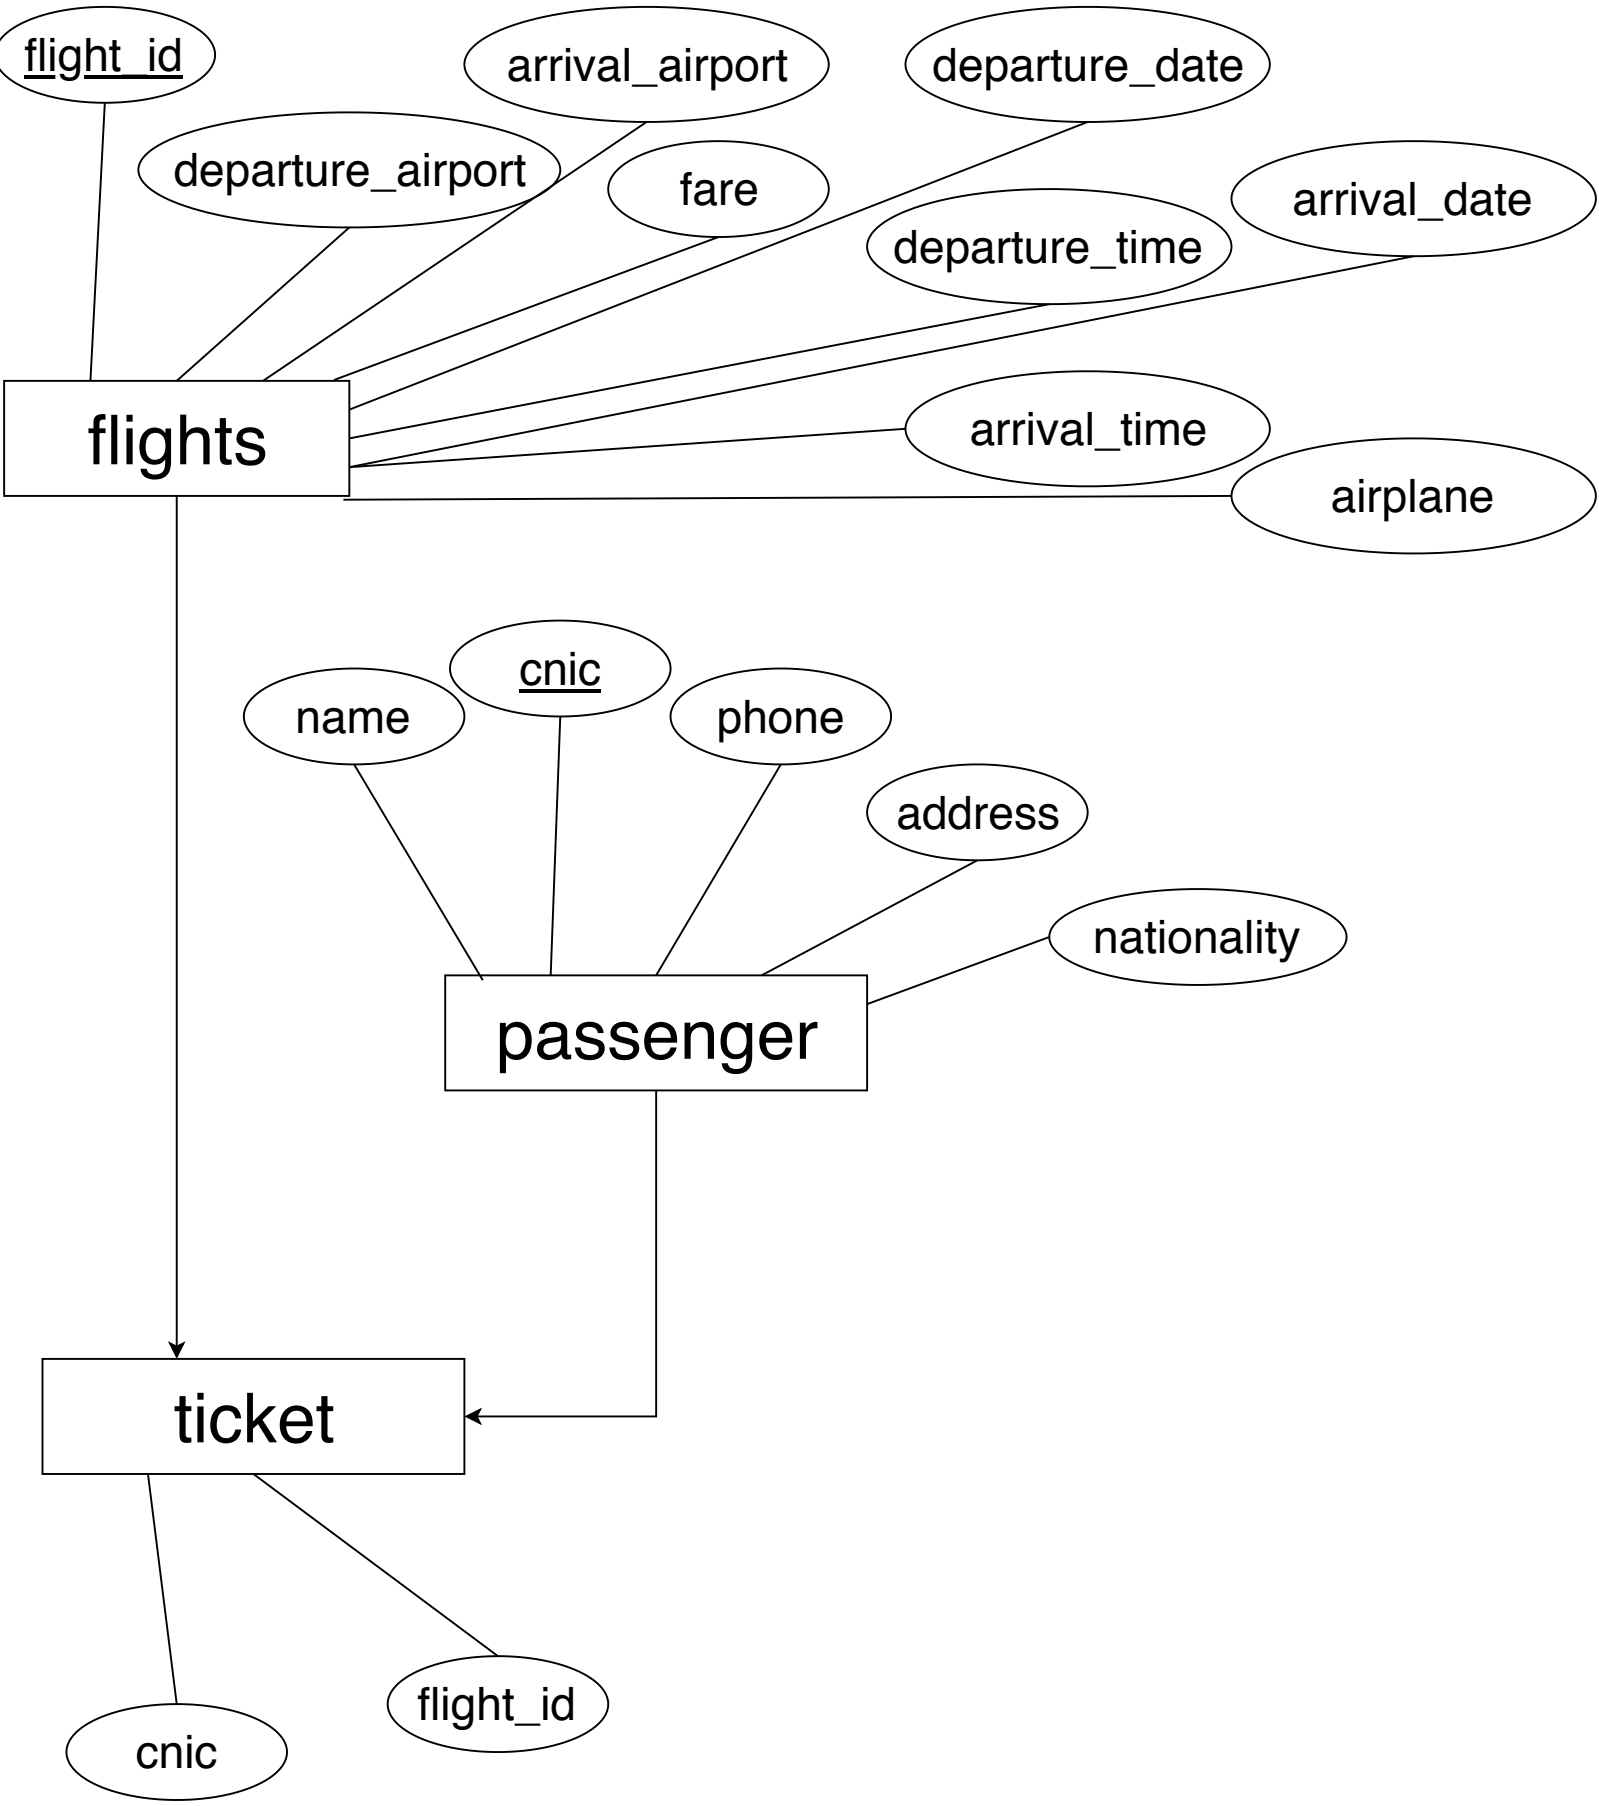 flight_id
arrival_airport
departure_date
departure_airport
fare
arrival_date
departure_time
flights
arrival_time
airplane
cnic
name
phone
address
nationality
passenger
ticket
flight_id
cnic